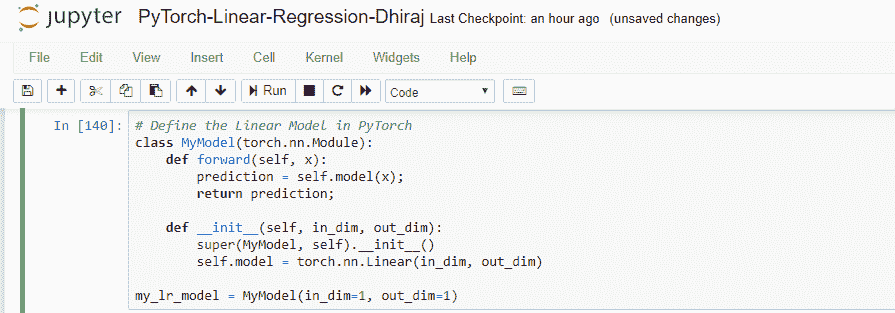 jupyter PyTorch-Linear-Regression-Dhiraj Last Checkpoint: an hour ago (unsaved changes)
File Edit View Insert Cell Kernel Widgets Help
Run Code
In [140]: # Define the Linear Model in PyTorch
class MyModel(torch.nn.Module):
    def forward(self, x):
        prediction = self.model(x);
        return prediction;
    def __init__(self, in_dim, out_dim):
        super(MyModel, self).__init__()
        self.model = torch.nn.Linear(in_dim, out_dim)
my_lr_model = MyModel(in_dim=1, out_dim=1)